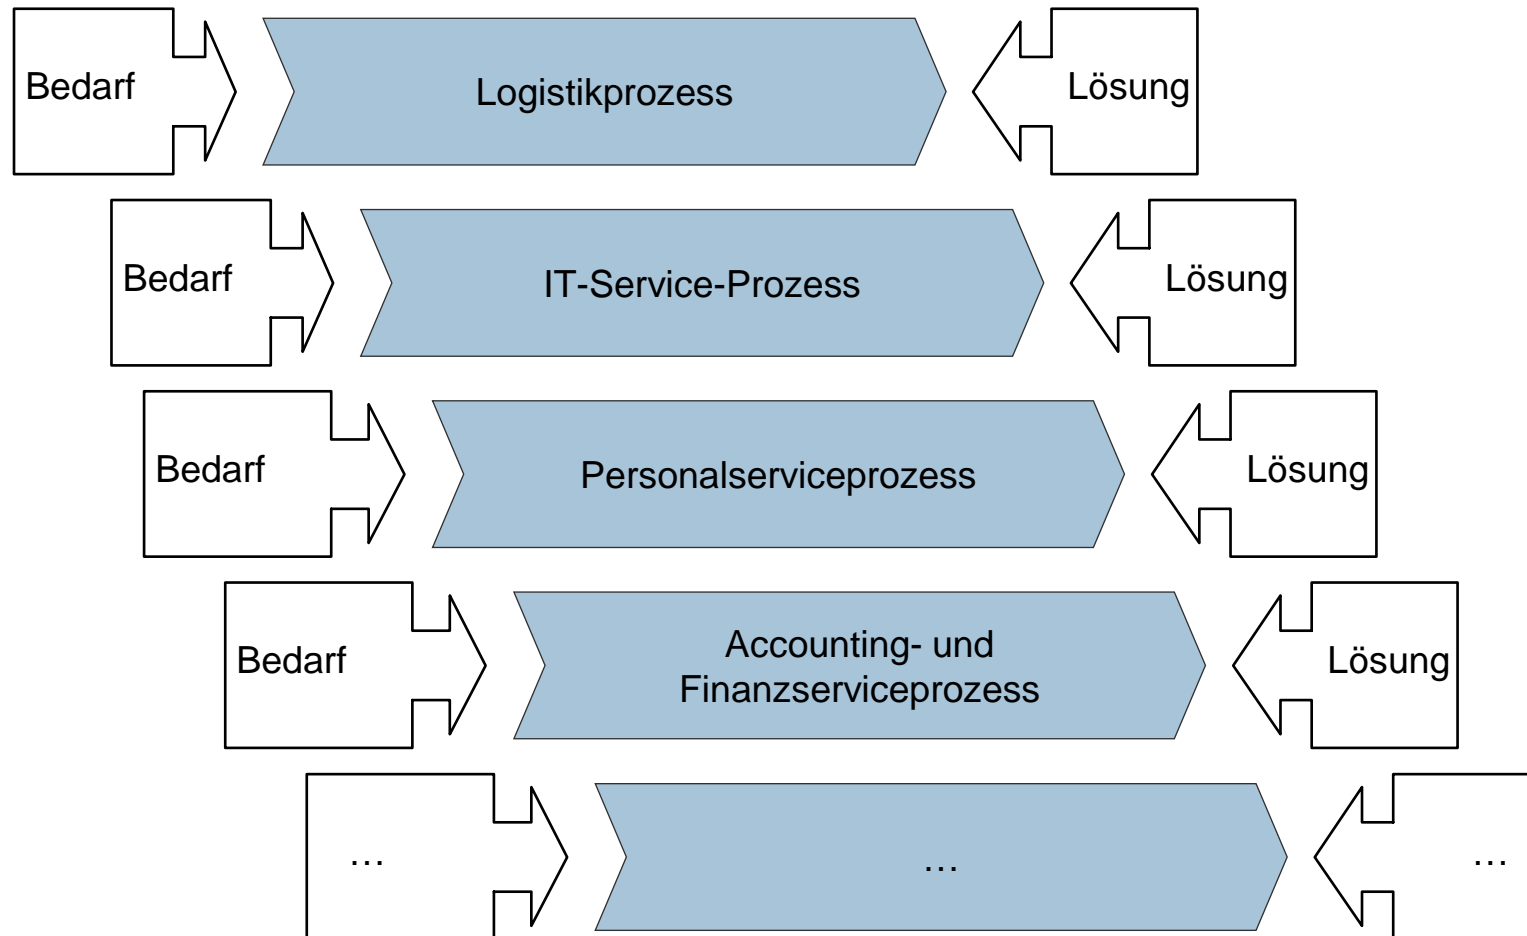 Bedarf
Logistikprozess
Lösung
Bedarf
IT-Service-Prozess
Lösung
Bedarf
Personalserviceprozess
Lösung
Bedarf
Accounting- und
Finanzserviceprozess
Lösung
…
…
…